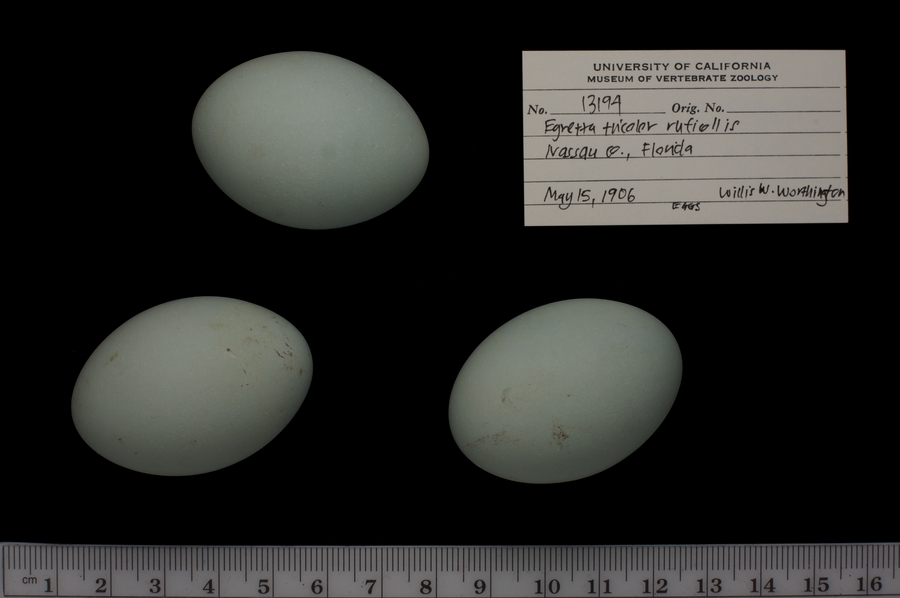 UNIVERSITY OF CALIFORNIA
MUSEUM OF VERTEBRATE ZOOLOGY
No. 13194 Orig. No.
Egretta tricolor ruficollis
Nassau Co., Florida
May 15, 1906 Willis W. Worthington
EGGS
cm 1 2 3 4 5 6 7 8 9 10 11 12 13 14 15 16